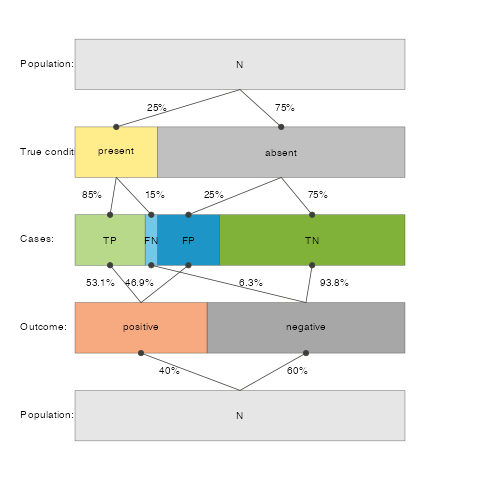 Population:
N
25% 75%
True condit
present absent
85% 15% 25% 75%
Cases:
TP FN FP TN
53.1% 46.9% 6.3% 93.8%
Outcome:
positive negative
40% 60%
Population:
N